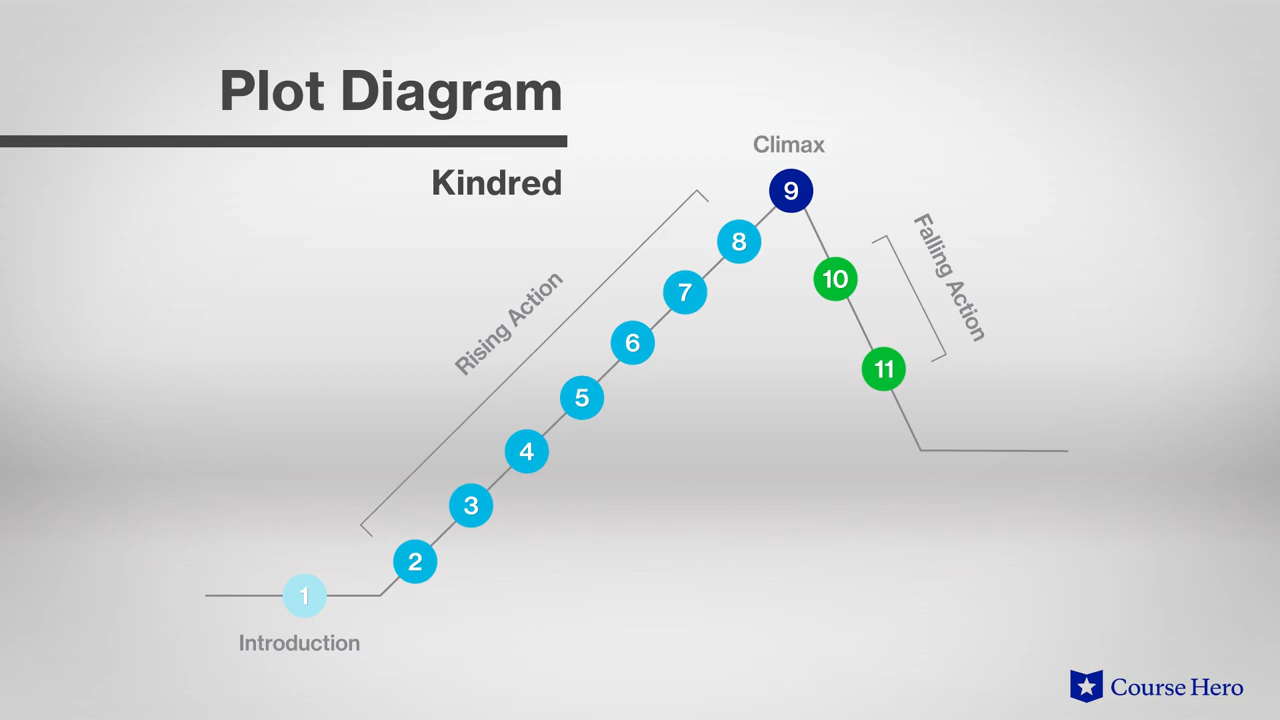 Plot Diagram
Kindred
Climax
9
8
Falling Action
10
7
Rising Action
6
11
5
4
3
2
1
Introduction
Course Hero